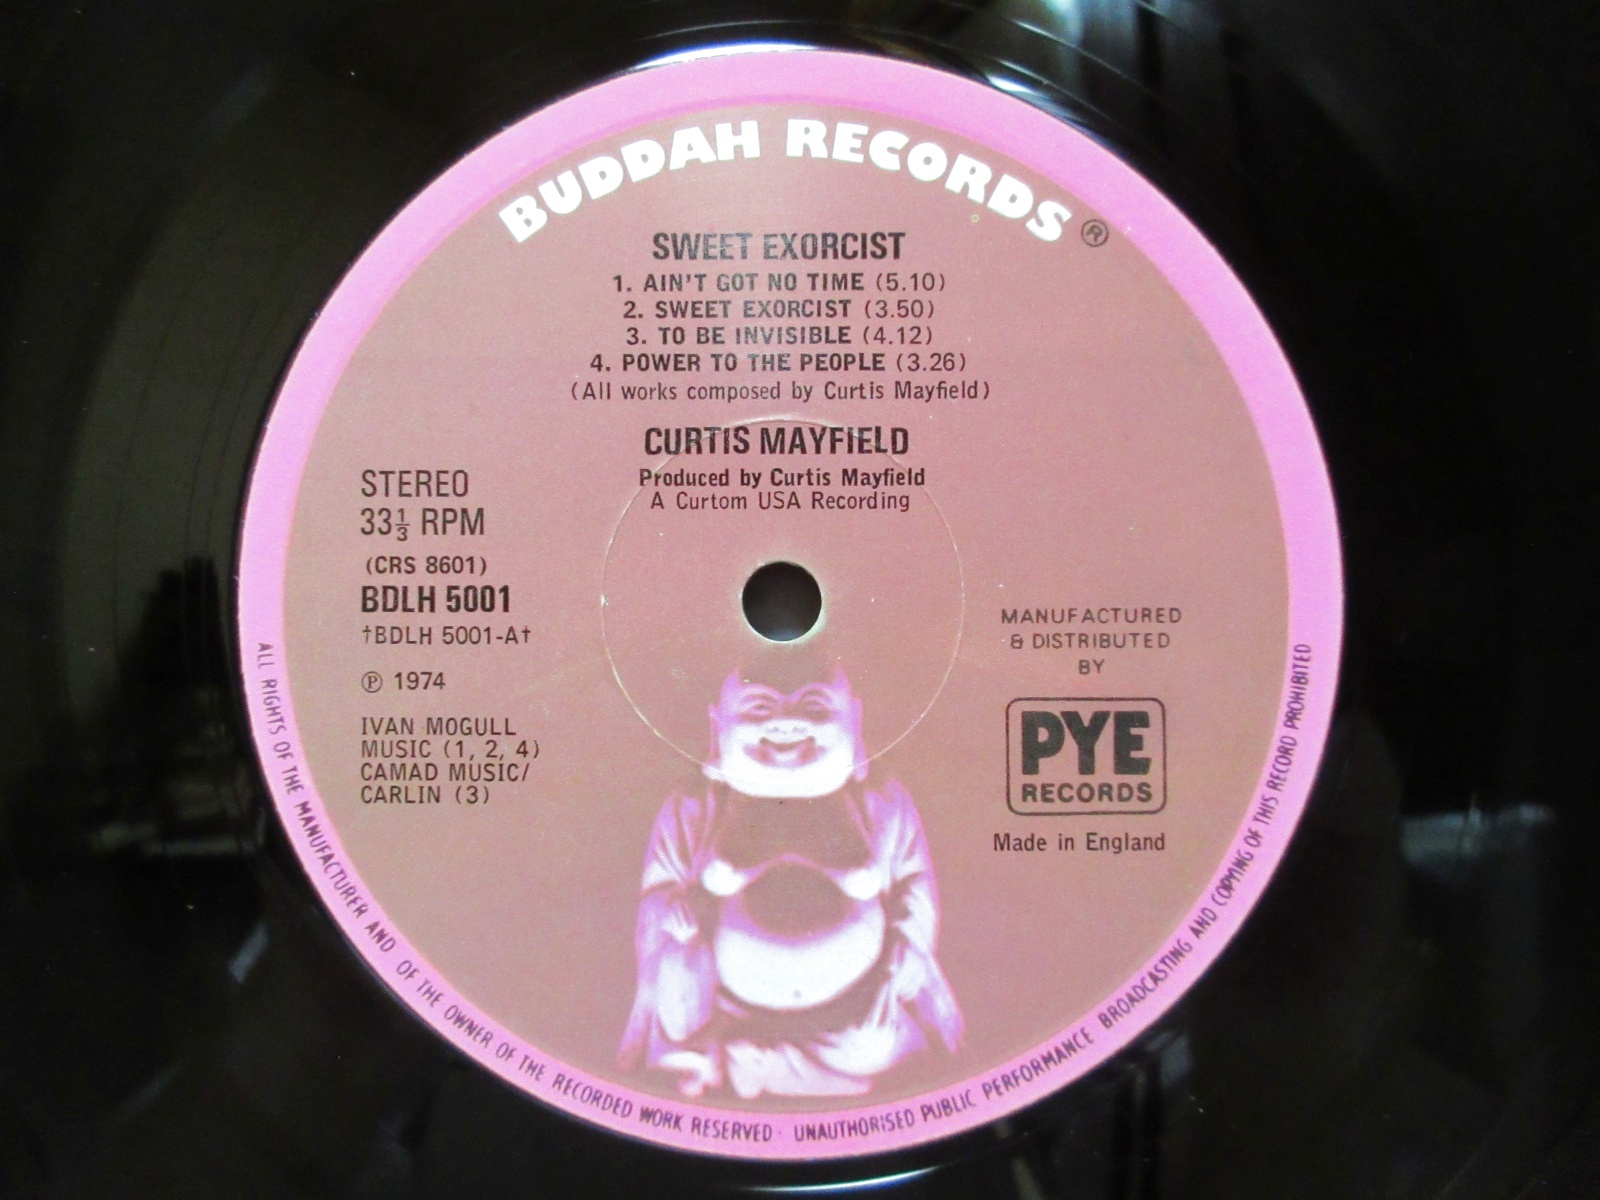 BUDDAH RECORDS ®
SWEET EXORCIST
1. AIN'T GOT NO TIME (5.10)
2. SWEET EXORCIST (3.50)
3. TO BE INVISIBLE (4.12)
4. POWER TO THE PEOPLE (3.26)
(All works composed by Curtis Mayfield)
CURTIS MAYFIELD
Produced by Curtis Mayfield
A Curtom USA Recording
STEREO
33⅓ RPM
(CRS 8601)
BDLH 5001
†BDLH 5001-A†
℗ 1974
IVAN MOGULL
MUSIC (1, 2, 4)
CAMAD MUSIC/
CARLIN (3)
MANUFACTURED
& DISTRIBUTED
BY
PYE
RECORDS
Made in England
ALL RIGHTS OF THE MANUFACTURER AND OF THE OWNER OF THE RECORDED WORK RESERVED · UNAUTHORISED PUBLIC PERFORMANCE BROADCASTING AND COPYING OF THIS RECORD PROHIBITED